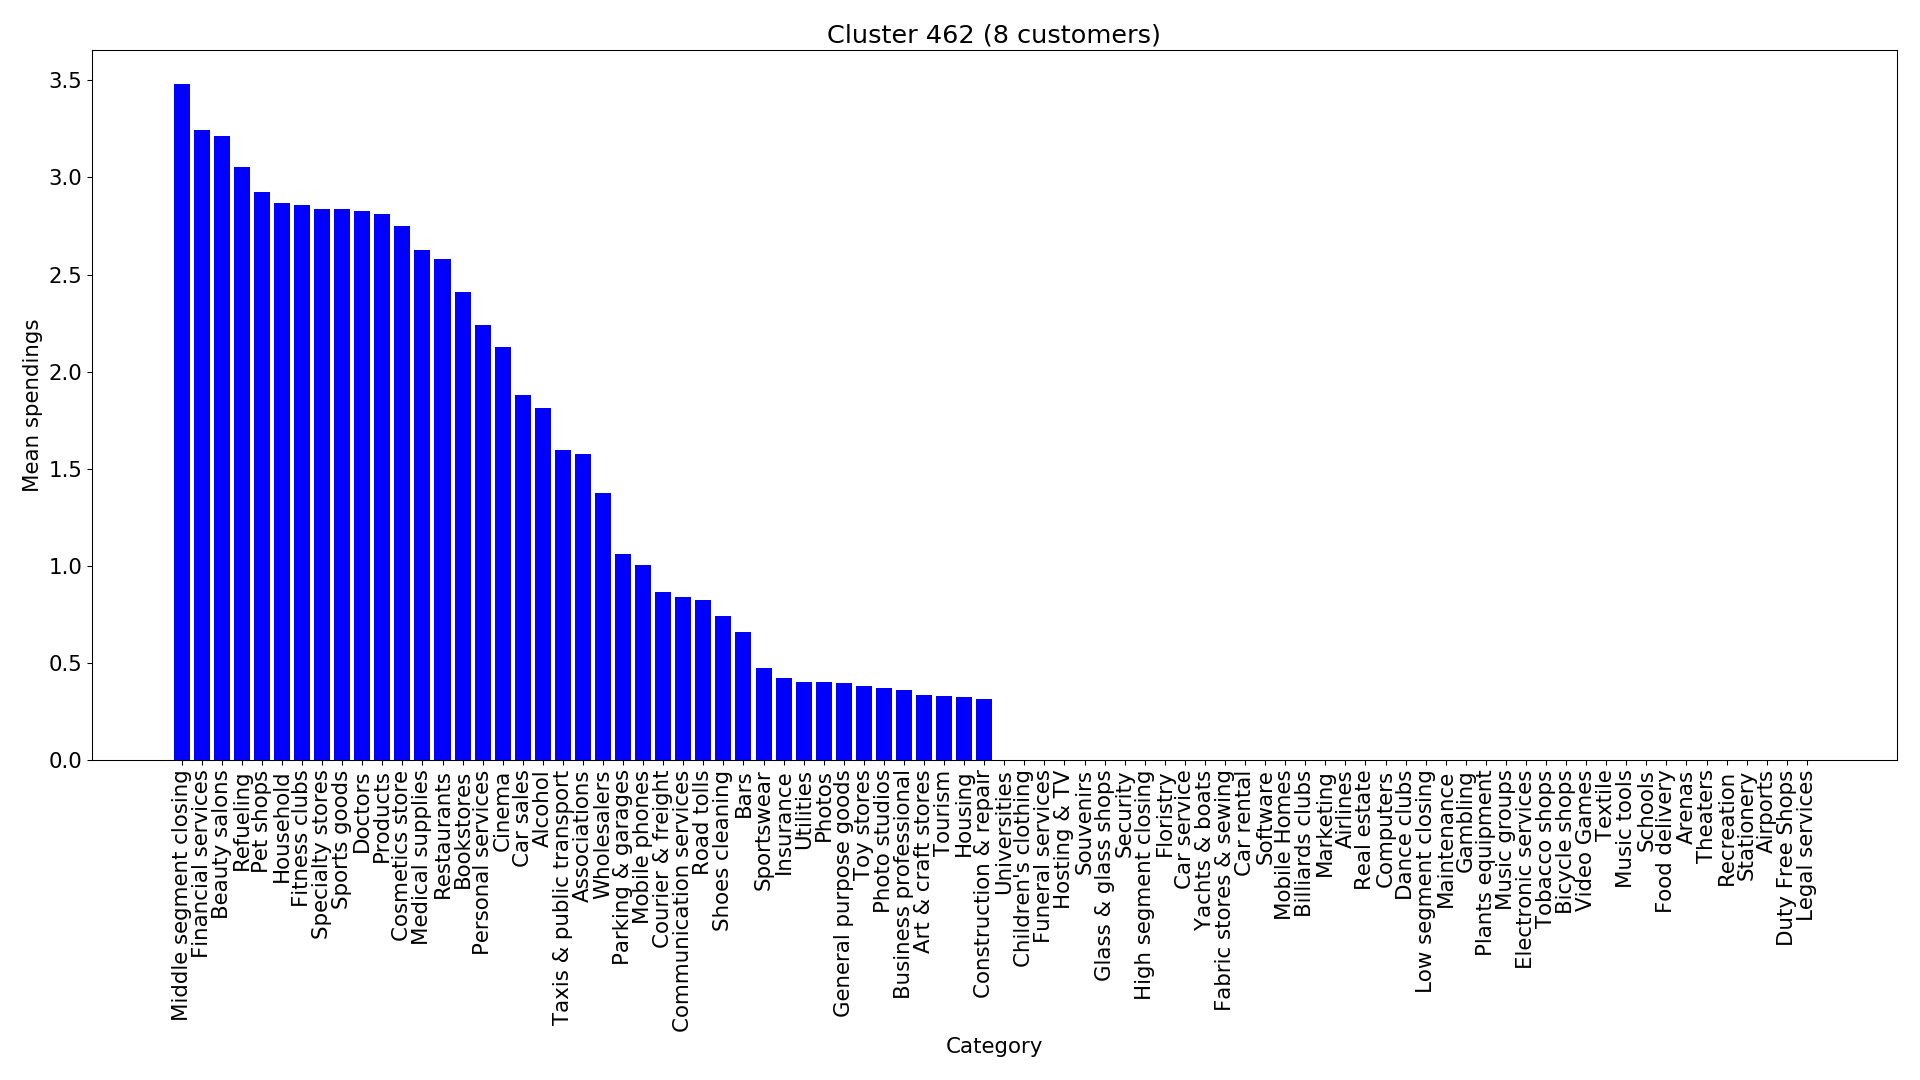 Cluster 462 (8 customers)
Mean spendings
3.5
3.0
2.5
2.0
1.5
1.0
0.5
0.0
Middle segment closing
Financial services
Beauty salons
Refueling
Pet shops
Household
Fitness clubs
Specialty stores
Sports goods
Doctors
Products
Cosmetics store
Medical supplies
Restaurants
Bookstores
Personal services
Cinema
Car sales
Alcohol
Taxis & public transport
Associations
Wholesalers
Parking & garages
Mobile phones
Courier & freight
Communication services
Road tolls
Shoes cleaning
Bars
Sportswear
Insurance
Utilities
Photos
General purpose goods
Toy stores
Photo studios
Business professional
Art & craft stores
Tourism
Housing
Construction & repair
Universities
Children's clothing
Funeral services
Hosting & TV
Souvenirs
Glass & glass shops
Security
High segment closing
Floristry
Car service
Yachts & boats
Fabric stores & sewing
Car rental
Software
Mobile Homes
Billiards clubs
Marketing
Airlines
Real estate
Computers
Dance clubs
Low segment closing
Maintenance
Gambling
Plants equipment
Music groups
Electronic services
Tobacco shops
Bicycle shops
Video Games
Textile
Music tools
Schools
Food delivery
Arenas
Theaters
Recreation
Stationery
Airports
Duty Free Shops
Legal services
Category